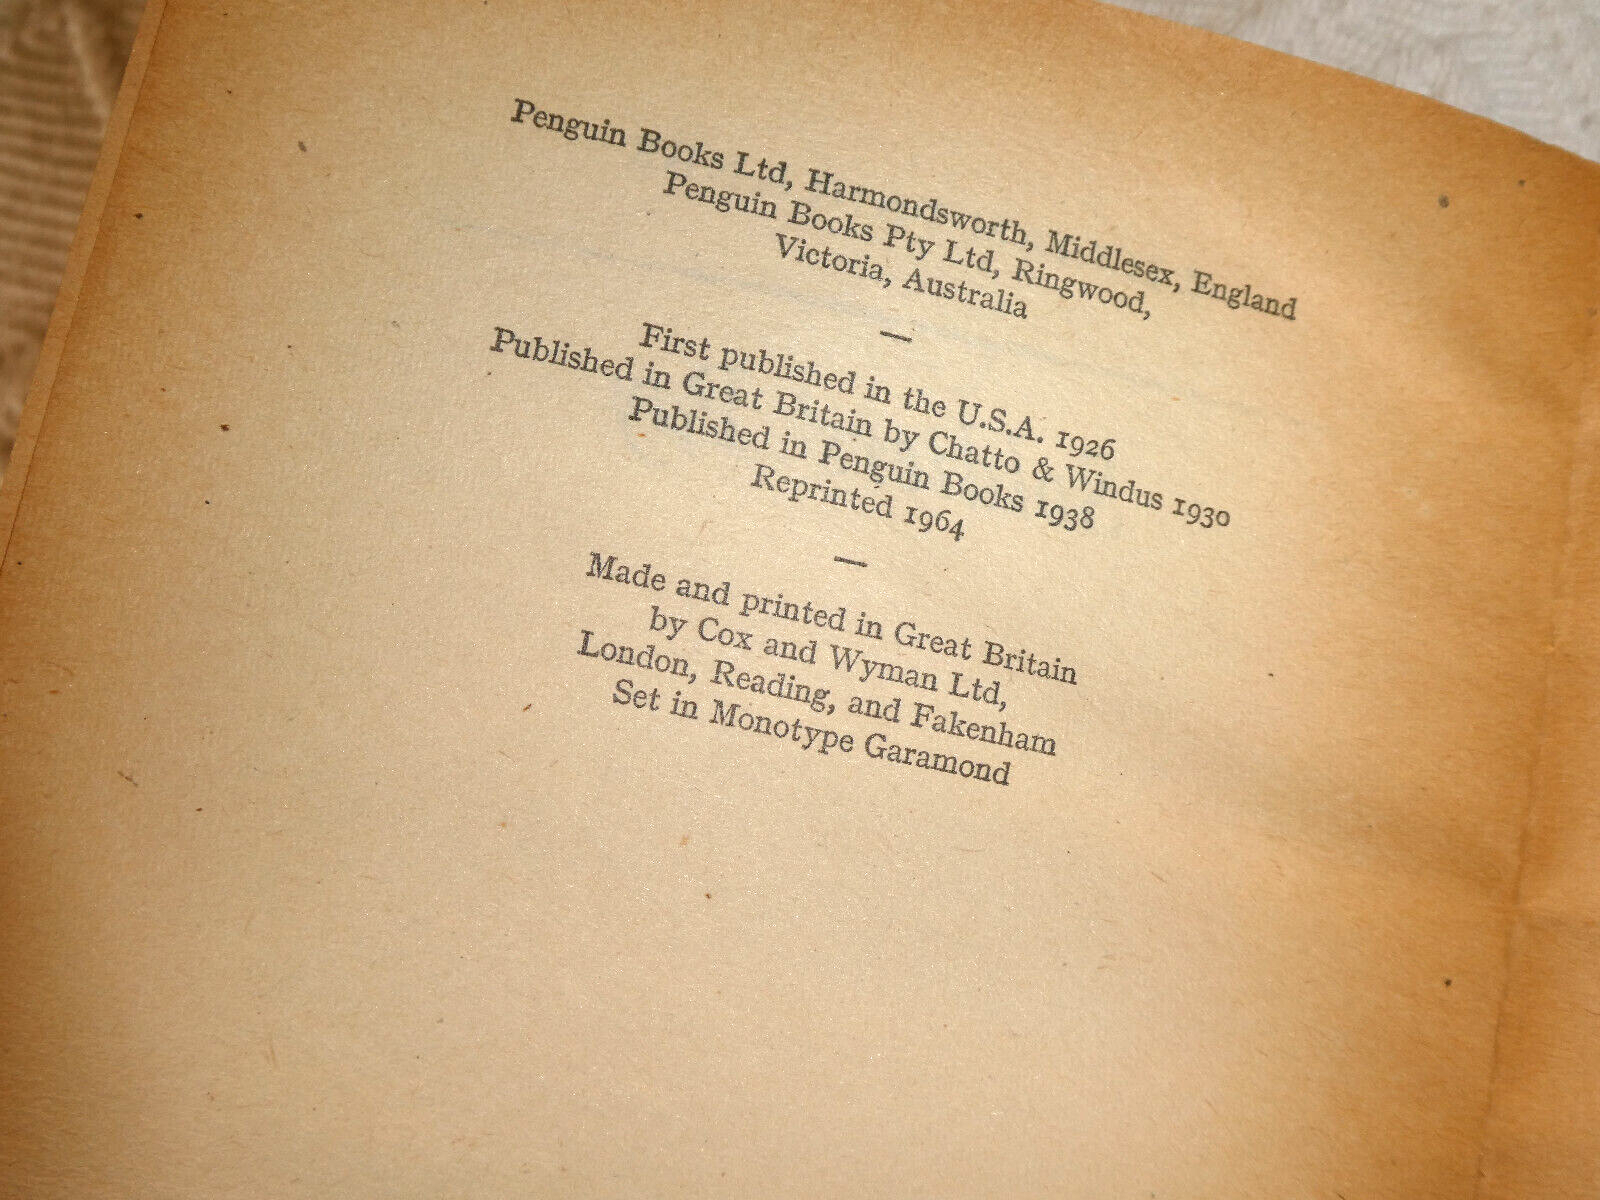 Penguin Books Ltd, Harmondsworth, Middlesex, England
Penguin Books Pty Ltd, Ringwood,
Victoria, Australia
—
First published in the U.S.A. 1926
Published in Great Britain by Chatto & Windus 1930
Published in Penguin Books 1938
Reprinted 1964
—
Made and printed in Great Britain
by Cox and Wyman Ltd,
London, Reading, and Fakenham
Set in Monotype Garamond